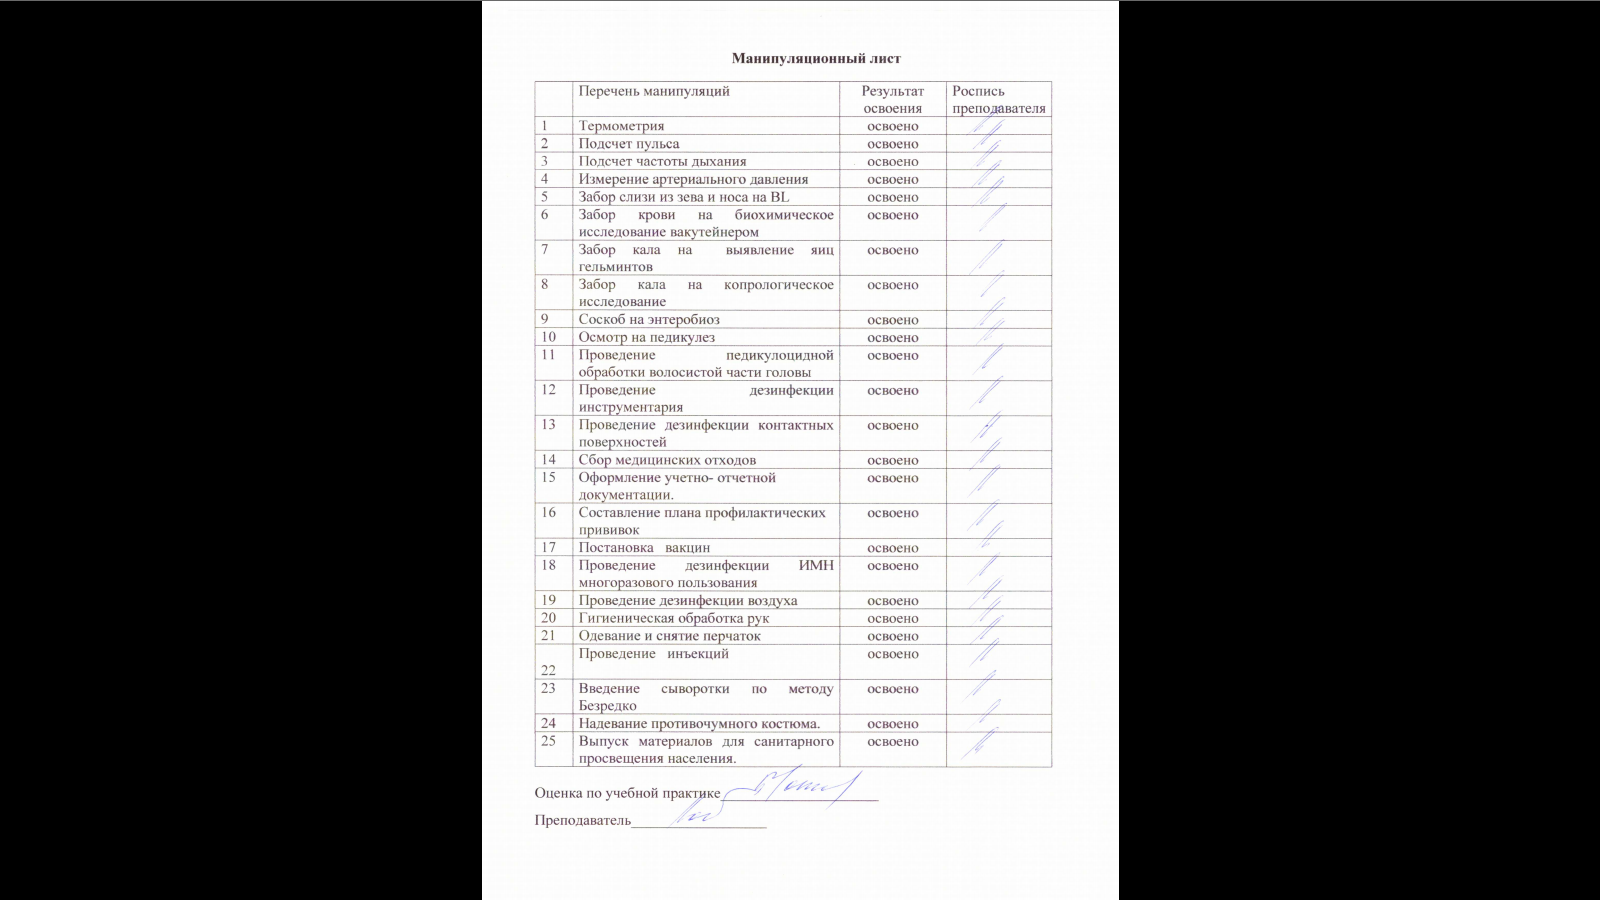 Манипуляционный лист
Перечень манипуляций Результат Роспись
освоения преподавателя
1 Термометрия освоено
2 Подсчет пульса освоено
3 Подсчет частоты дыхания освоено
4 Измерение артериального давления освоено
5 Забор слизи из зева и носа на BL освоено
6 Забор крови на биохимическое освоено
исследование вакутейнером
7 Забор кала на выявление яиц освоено
гельминтов
8 Забор кала на копрологическое освоено
исследование
9 Соскоб на энтеробиоз освоено
10 Осмотр на педикулез освоено
11 Проведение педикулоцидной освоено
обработки волосистой части головы
12 Проведение дезинфекции освоено
инструментария
13 Проведение дезинфекции контактных освоено
поверхностей
14 Сбор медицинских отходов освоено
15 Оформление учетно- отчетной освоено
документации.
16 Составление плана профилактических освоено
прививок
17 Постановка вакцин освоено
18 Проведение дезинфекции ИМН освоено
многоразового пользования
19 Проведение дезинфекции воздуха освоено
20 Гигиеническая обработка рук освоено
21 Одевание и снятие перчаток освоено
Проведение инъекций освоено
22
23 Введение сыворотки по методу освоено
Безредко
24 Надевание противочумного костюма. освоено
25 Выпуск материалов для санитарного освоено
просвещения населения.
Оценка по учебной практике
Преподаватель